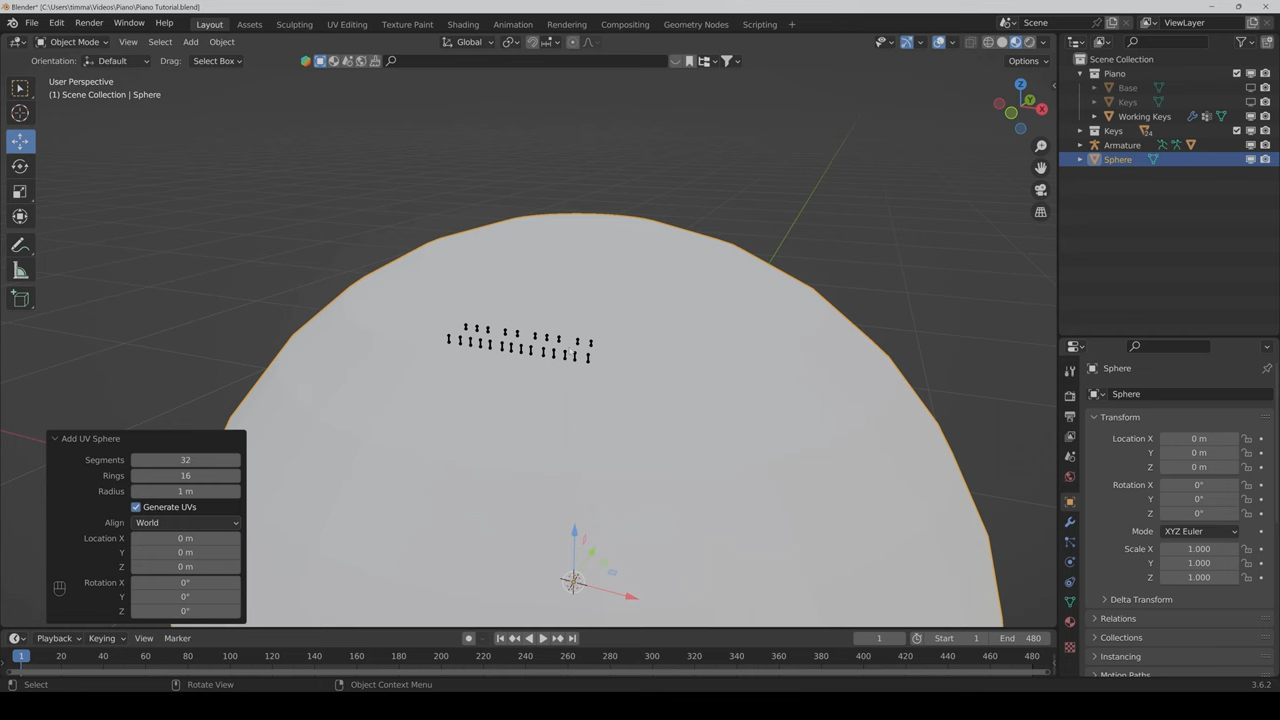 Blender* [C:\Users\timma\Videos\Piano\Piano Tutorial.blend]
File Edit Render Window Help Layout Assets Sculpting UV Editing Texture Paint Shading Animation Rendering Compositing Geometry Nodes Scripting Scene ViewLayer
Object Mode View Select Add Object Global
Orientation: Default Drag: Select Box Options
User Perspective
(1) Scene Collection | Sphere
Z
Y
X
Scene Collection
Piano
Base
Keys
Working Keys
Keys 24
Armature
Sphere
Add UV Sphere
Segments 32
Rings 16
Radius 1 m
Generate UVs
Align World
Location X 0 m
Y 0 m
Z 0 m
Rotation X 0°
Y 0°
Z 0°
Sphere
Sphere
Transform
Location X 0 m
Y 0 m
Z 0 m
Rotation X 0°
Y 0°
Z 0°
Mode XYZ Euler
Scale X 1.000
Y 1.000
Z 1.000
Delta Transform
Relations
Collections
Instancing
Motion Paths
Playback Keying View Marker 1 Start 1 End 480
1 20 40 60 80 100 120 140 160 180 200 220 240 260 280 300 320 340 360 380 400 420 440 460 480
Select Rotate View Object Context Menu 3.6.2